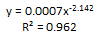 y = 0.0007x⁻²·¹⁴²
R² = 0.962